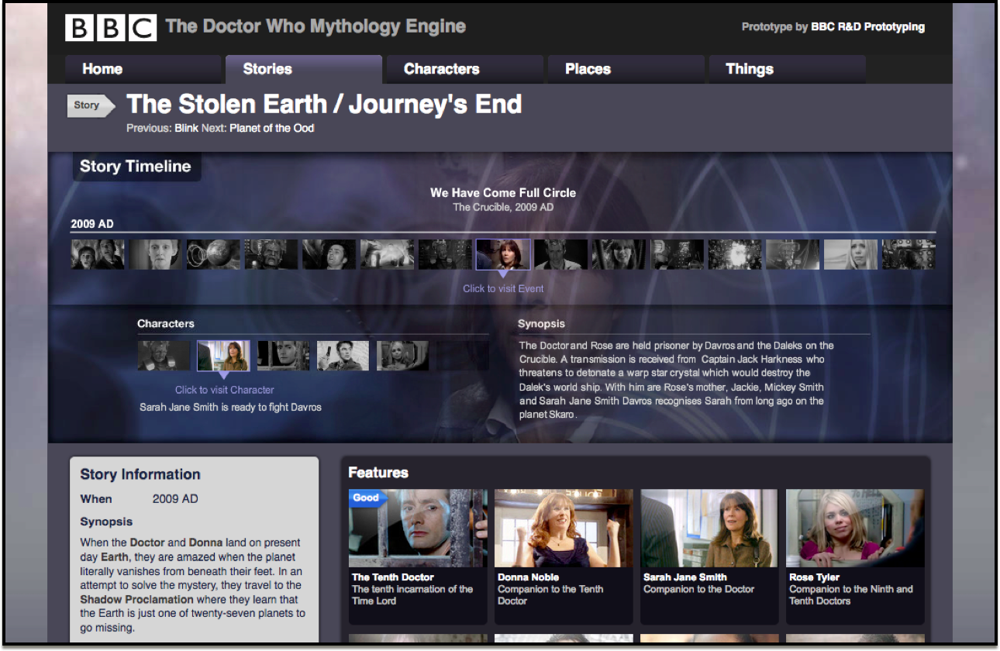 BBC The Doctor Who Mythology Engine
Prototype by BBC R&D Prototyping
Home Stories Characters Places Things
Story The Stolen Earth / Journey's End
Previous: Blink Next: Planet of the Ood
Story Timeline
We Have Come Full Circle
The Crucible, 2009 AD
2009 AD
Click to visit Event
Characters
Click to visit Character
Sarah Jane Smith is ready to fight Davros
Synopsis
The Doctor and Rose are held prisoner by Davros and the Daleks on the
Crucible. A transmission is received from Captain Jack Harkness who
threatens to detonate a warp star crystal which would destroy the
Dalek's world ship. With him are Rose's mother, Jackie, Mickey Smith
and Sarah Jane Smith Davros recognises Sarah from long ago on the
planet Skaro.
Story Information
When 2009 AD
Synopsis
When the Doctor and Donna land on present
day Earth, they are amazed when the planet
literally vanishes from beneath their feet. In an
attempt to solve the mystery, they travel to the
Shadow Proclamation where they learn that
the Earth is just one of twenty-seven planets to
go missing.
Features
Good
The Tenth Doctor
The tenth incarnation of the
Time Lord
Donna Noble
Companion to the Tenth
Doctor
Sarah Jane Smith
Companion to the Doctor
Rose Tyler
Companion to the Ninth and
Tenth Doctors